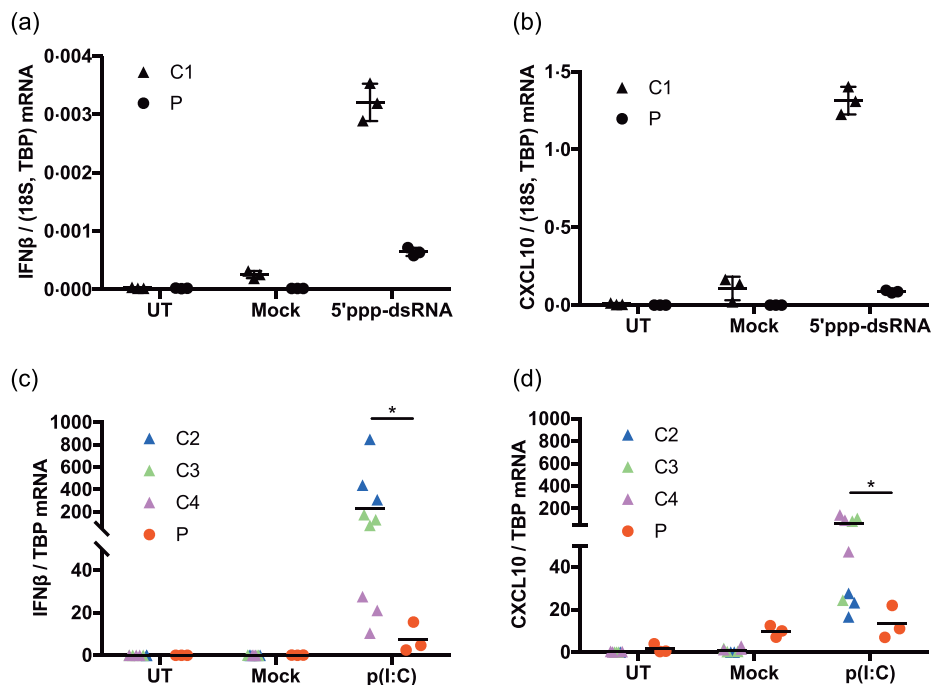 (a)
IFNβ / (18S, TBP) mRNA
0·004
0·003
0·002
0·001
0·000
C1
P
UT
Mock
5'ppp-dsRNA
(b)
CXCL10 / (18S, TBP) mRNA
1·5
1·0
0·5
0·0
C1
P
UT
Mock
5'ppp-dsRNA
(c)
IFNβ / TBP mRNA
1000
800
600
400
200
40
20
0
C2
C3
C4
P
*
UT
Mock
p(I:C)
(d)
CXCL10 / TBP mRNA
1000
800
600
400
200
40
20
0
C2
C3
C4
P
*
UT
Mock
p(I:C)